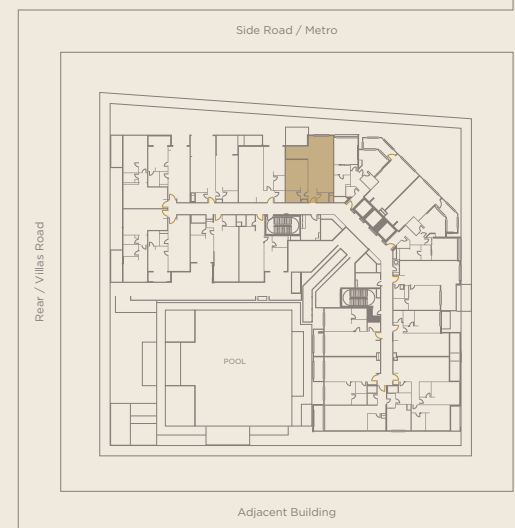 Side Road / Metro
Rear / Villas Road
POOL
Adjacent Building